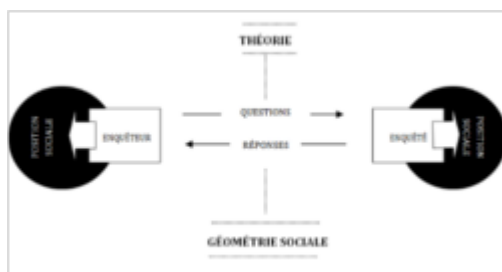 THÉORIE
POSITION
SOCIALE
ENQUÊTEUR
QUESTIONS
RÉPONSES
ENQUÊTÉ
POSITION
SOCIALE
GÉOMÉTRIE SOCIALE